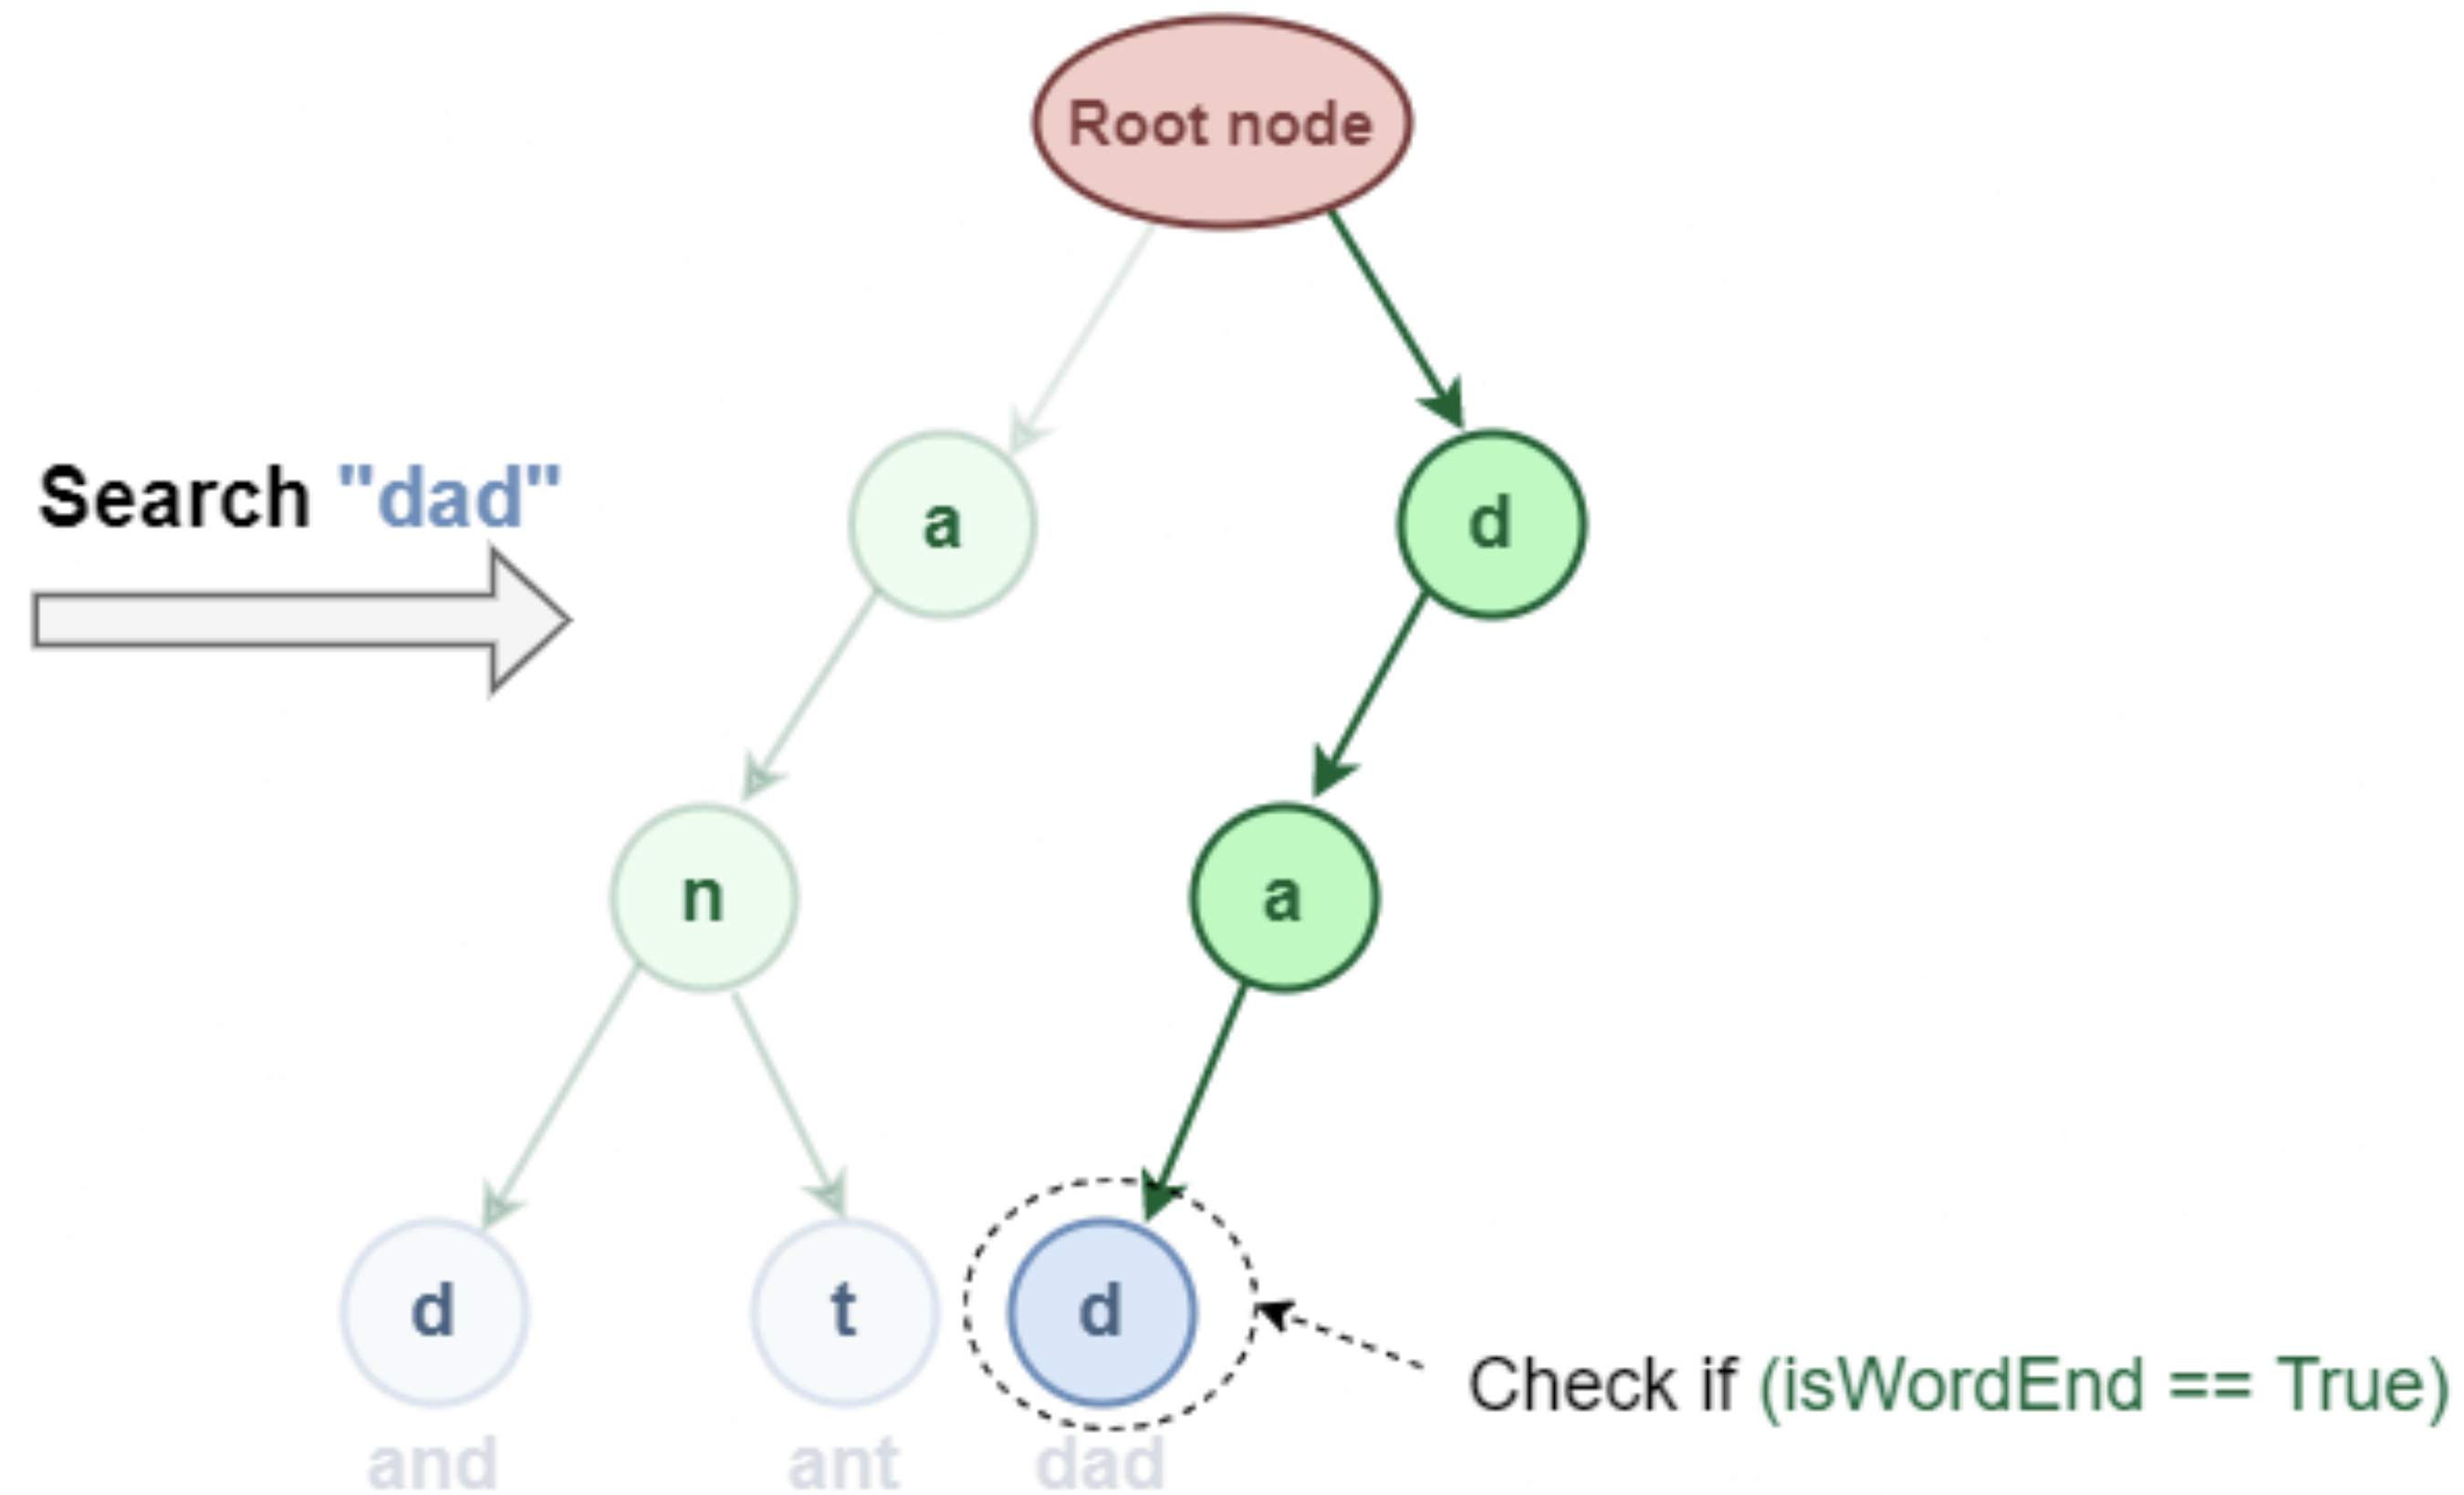 Root node
Search "dad"
a
d
n
a
d
t
d
Check if (isWordEnd == True)
and
ant
dad